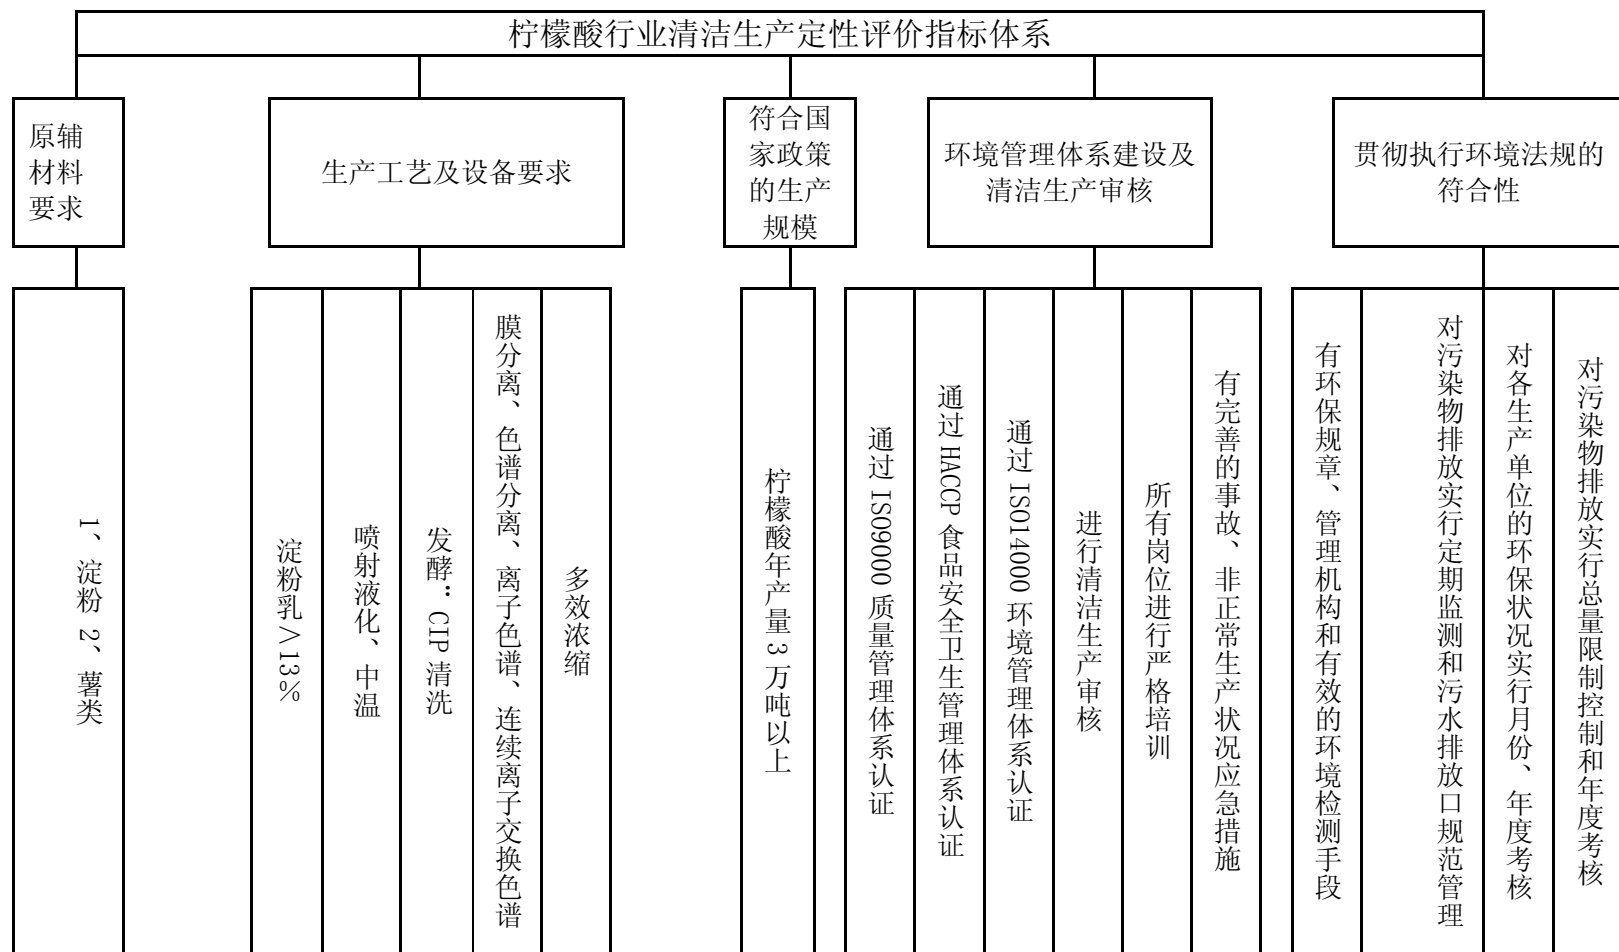 柠檬酸行业清洁生产定性评价指标体系
原辅
材料
要求
生产工艺及设备要求
符合国
家政策
的生产
规模
环境管理体系建设及
清洁生产审核
贯彻执行环境法规的
符合性
1、淀粉 2、薯类
淀粉乳>13%
喷射液化、中温
发酵" CIP 清洗
膜分离、色谱分离、离子色谱、连续离子交换色谱
多效浓缩
柠檬酸年产量 3 万吨以上
通过 ISO9000 质量管理体系认证
通过 HACCP 食品安全卫生管理体系认证
通过 ISO14000 环境管理体系认证
进行清洁生产审核
所有岗位进行严格培训
有完善的事故、非正常生产状况应急措施
有环保规章、管理机构和有效的环境检测手段
对污染物排放实行定期监测和污水排放口规范管理
对各生产单位的环保状况实行月份、年度考核
对污染物排放实行总量限制控制和年度考核